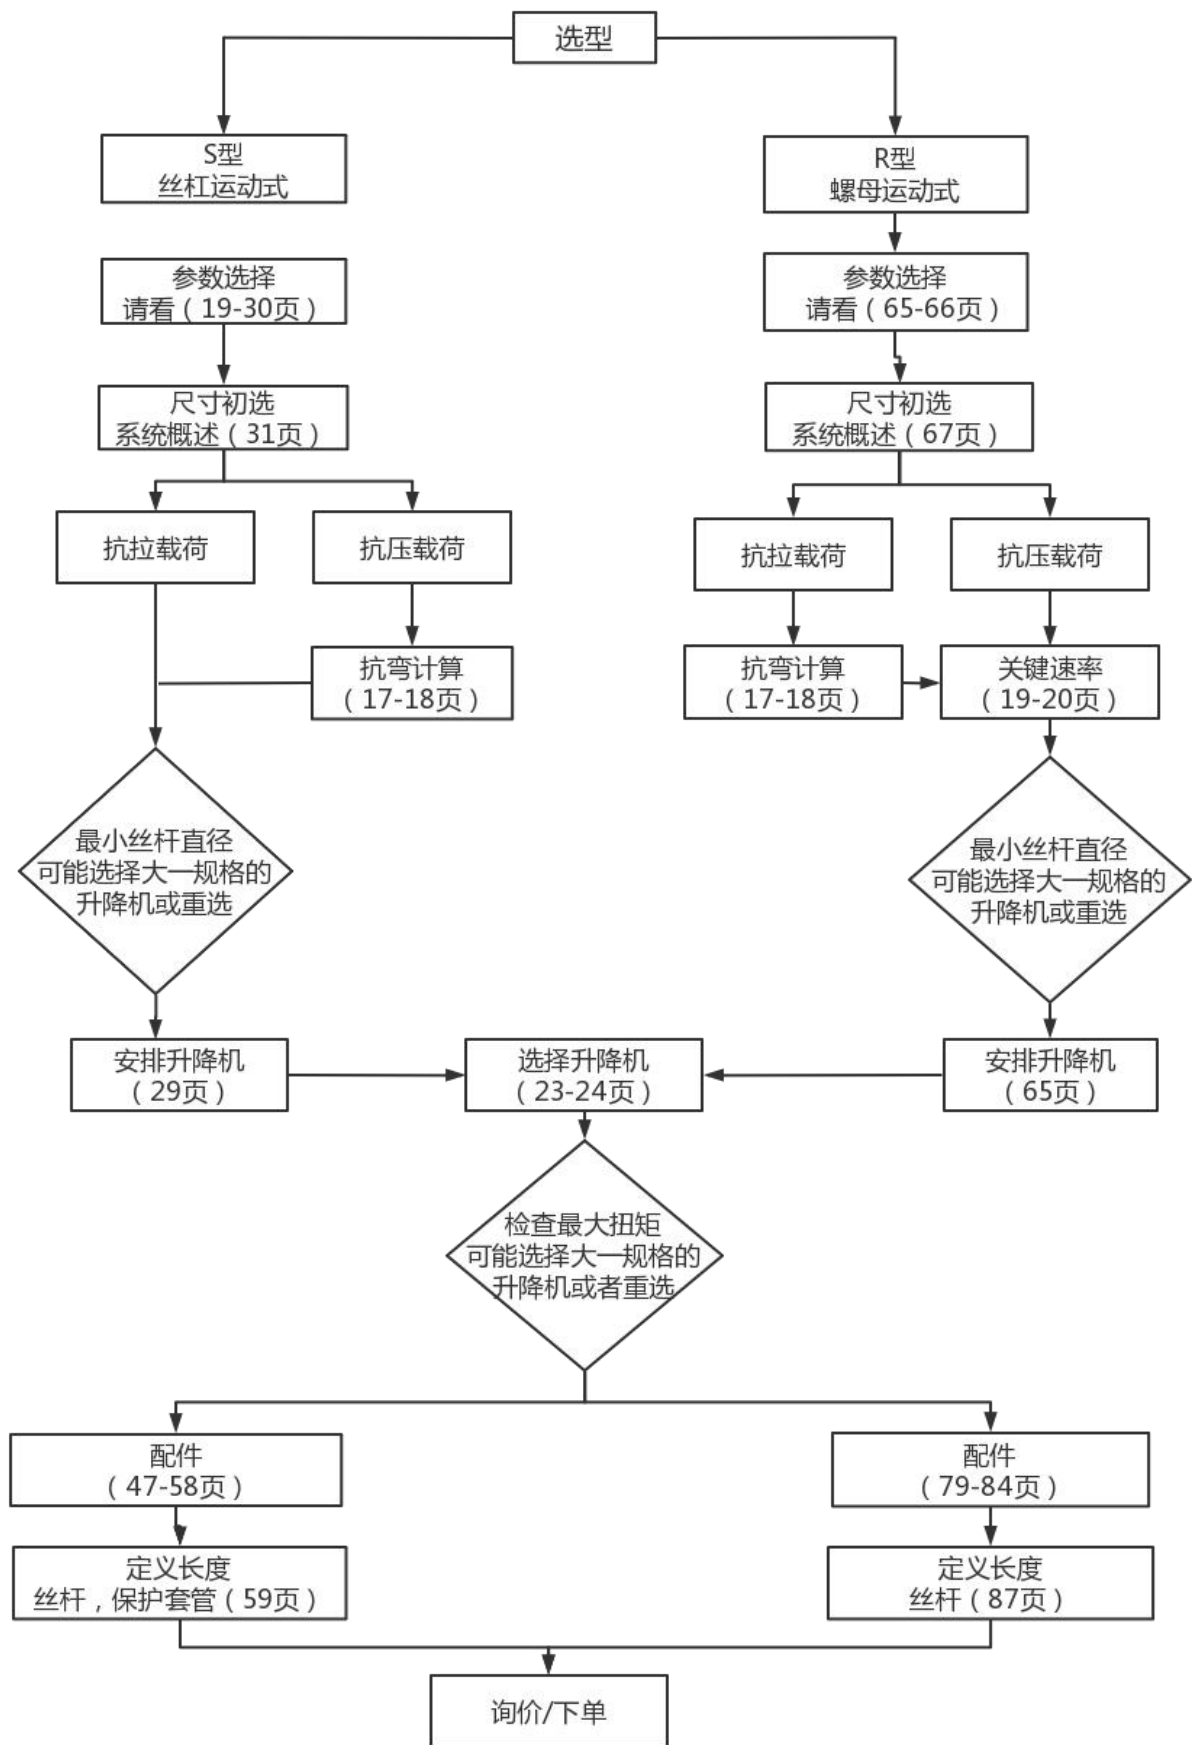 选型
S型
丝杠运动式
R型
螺母运动式
参数选择
请看（19-30页）
参数选择
请看（65-66页）
尺寸初选
系统概述（31页）
尺寸初选
系统概述（67页）
抗拉载荷
抗压载荷
抗拉载荷
抗压载荷
抗弯计算
（17-18页）
抗弯计算
（17-18页）
关键速率
（19-20页）
最小丝杆直径
可能选择大一规格的
升降机或重选
最小丝杆直径
可能选择大一规格的
升降机或重选
安排升降机
（29页）
选择升降机
（23-24页）
安排升降机
（65页）
检查最大扭矩
可能选择大一规格的
升降机或者重选
配件
（47-58页）
配件
（79-84页）
定义长度
丝杆，保护套管（59页）
定义长度
丝杆（87页）
询价/下单